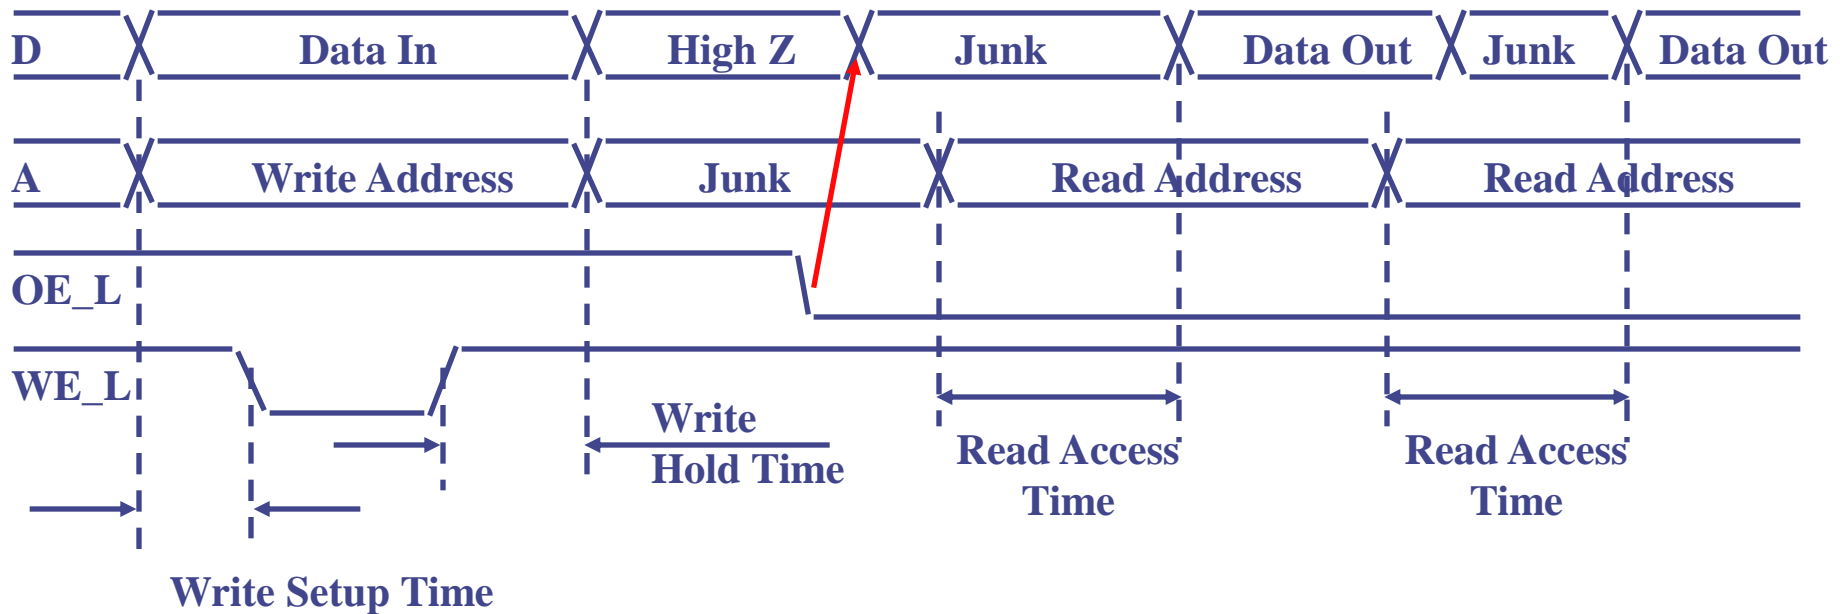 D Data In High Z Junk Data Out Junk Data Out
A Write Address Junk Read Address Read Address
OE_L
WE_L
Write
Hold Time
Read Access
Time
Read Access
Time
Write Setup Time